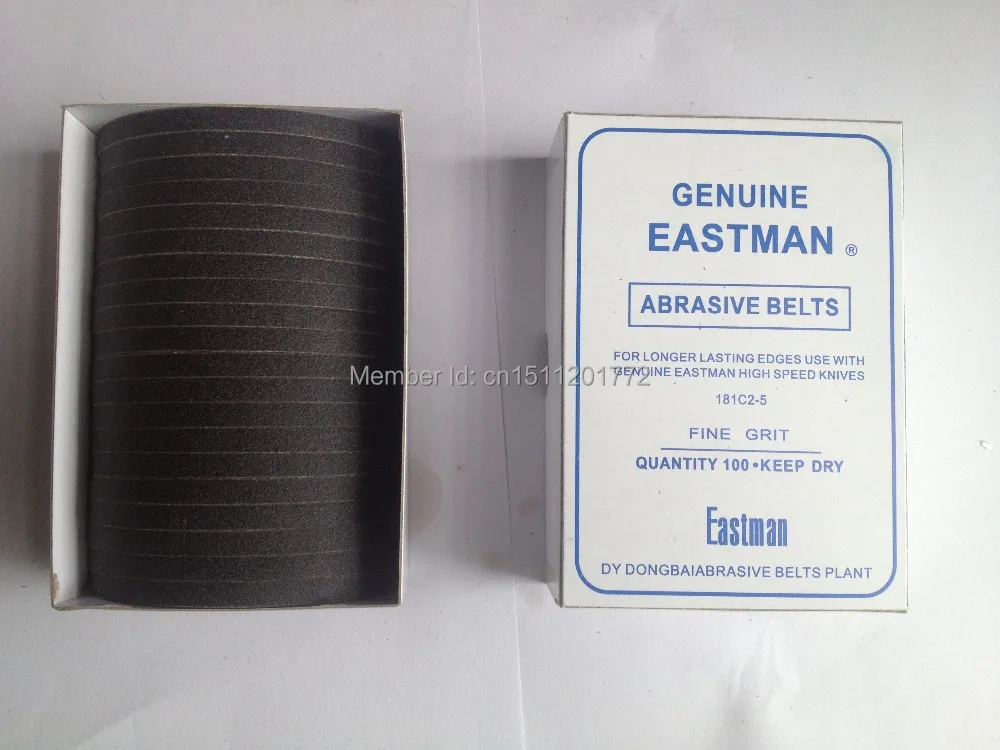 GENUINE
EASTMAN ®
ABRASIVE BELTS
FOR LONGER LASTING EDGES USE WITH
GENUINE EASTMAN HIGH SPEED KNIVES
Member Id: cn1511201772
181C2-5
FINE GRIT
QUANTITY 100•KEEP DRY
Eastman
DY DONGBAIABRASIVE BELTS PLANT